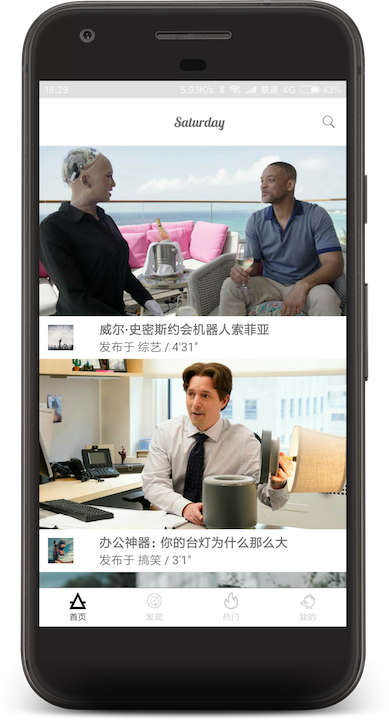 18:29 5.93K/s 联通 4G 43%
Saturday
威尔·史密斯约会机器人索菲亚
发布于 综艺 / 4'31"
办公神器：你的台灯为什么那么大
发布于 搞笑 / 3'1"
首页 发现 热门 我的